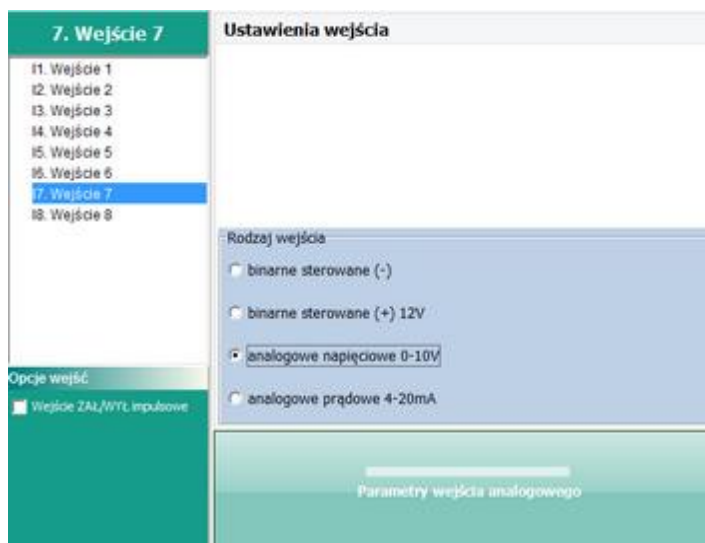 7. Wejście 7
I1. Wejście 1
I2. Wejście 2
I3. Wejście 3
I4. Wejście 4
I5. Wejście 5
I6. Wejście 6
I7. Wejście 7
I8. Wejście 8
Opcje wejść
Wejście ZAŁ/WYŁ impulsowe
Ustawienia wejścia
Rodzaj wejścia
binarne sterowane (-)
binarne sterowane (+) 12V
analogowe napięciowe 0-10V
analogowe prądowe 4-20mA
Parametry wejścia analogowego